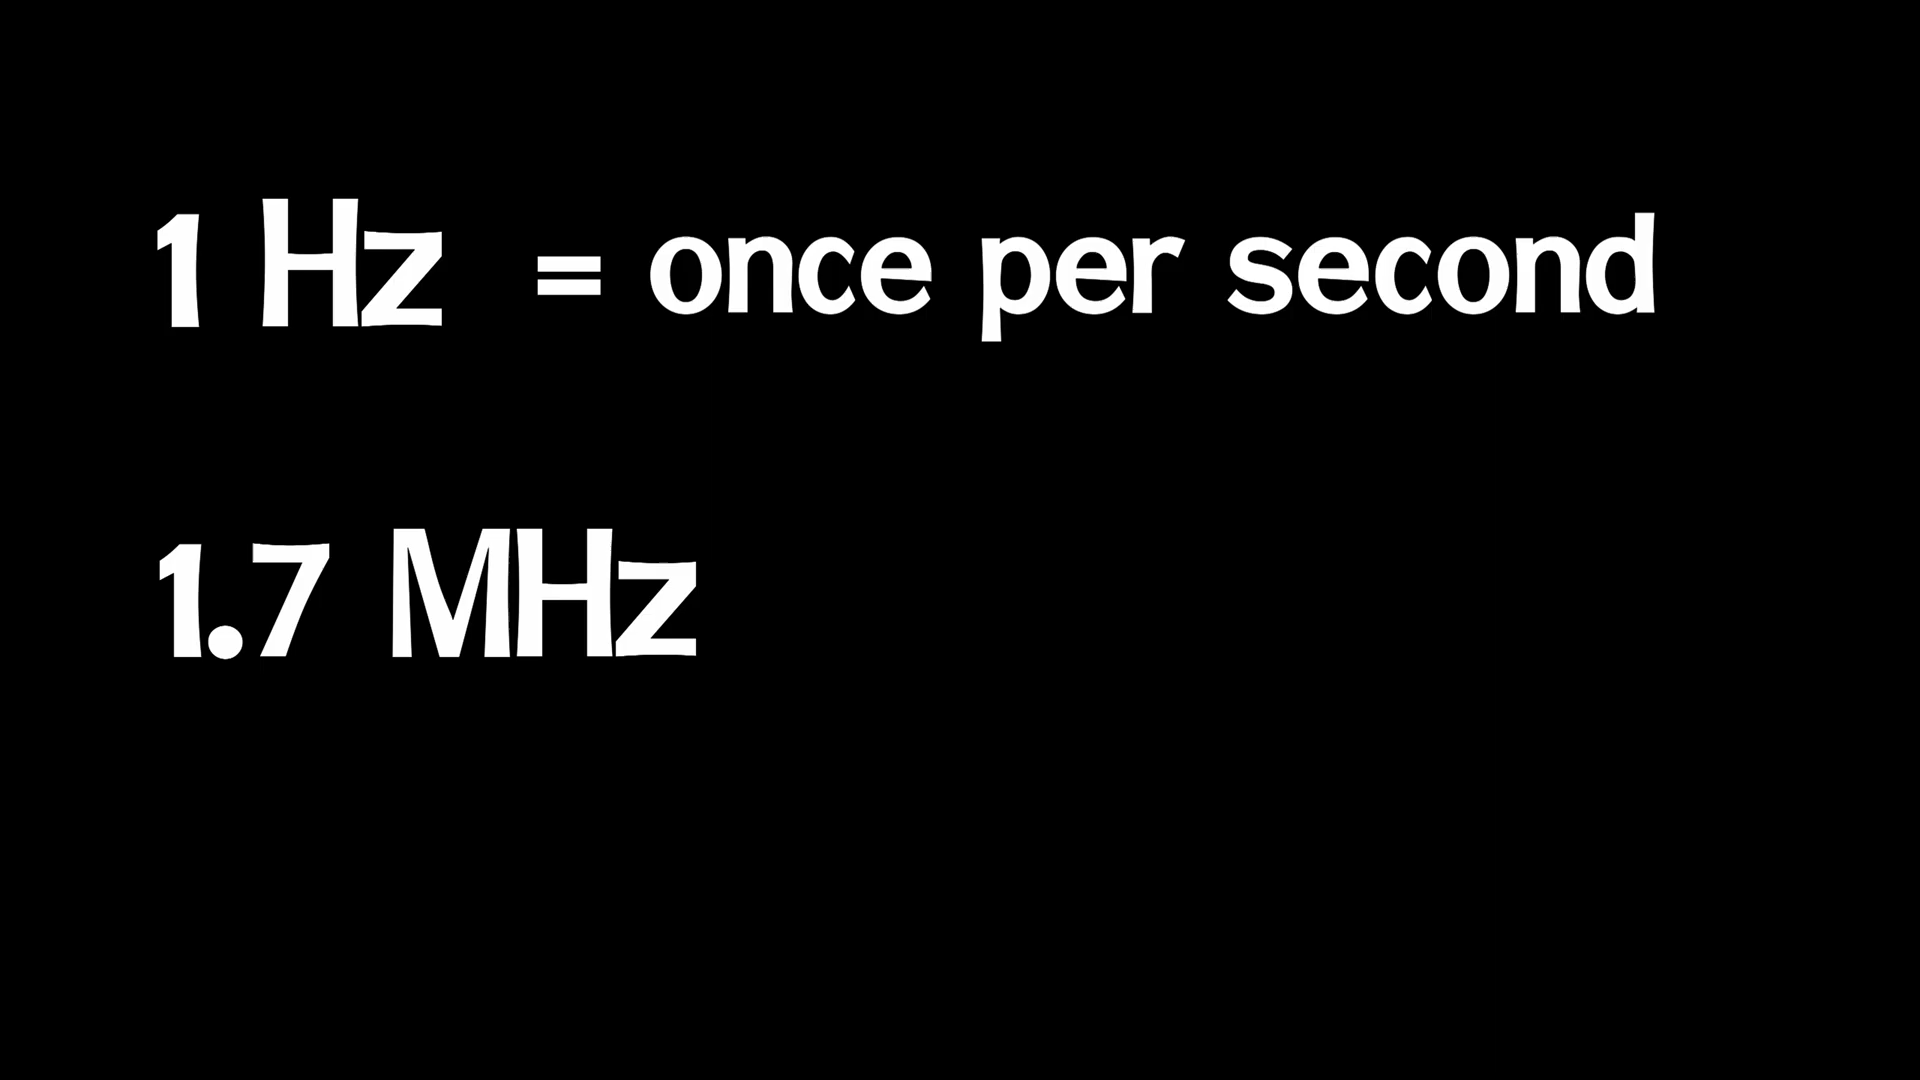 1 Hz = once per second
1.7 MHz